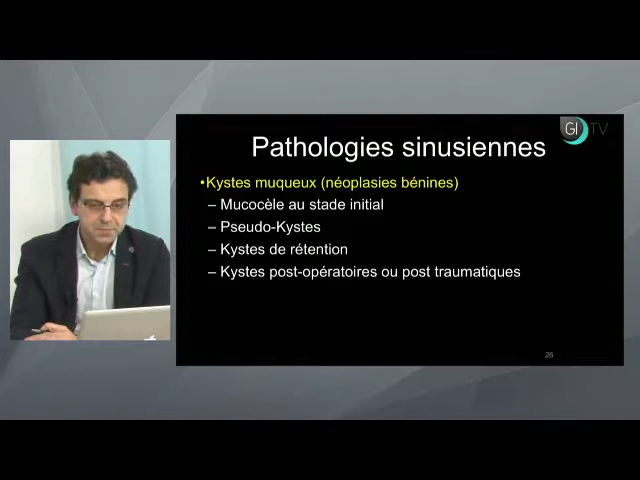 GI TV
Pathologies sinusiennes
•Kystes muqueux (néoplasies bénines)
– Mucocèle au stade initial
– Pseudo-Kystes
– Kystes de rétention
– Kystes post-opératoires ou post traumatiques
26